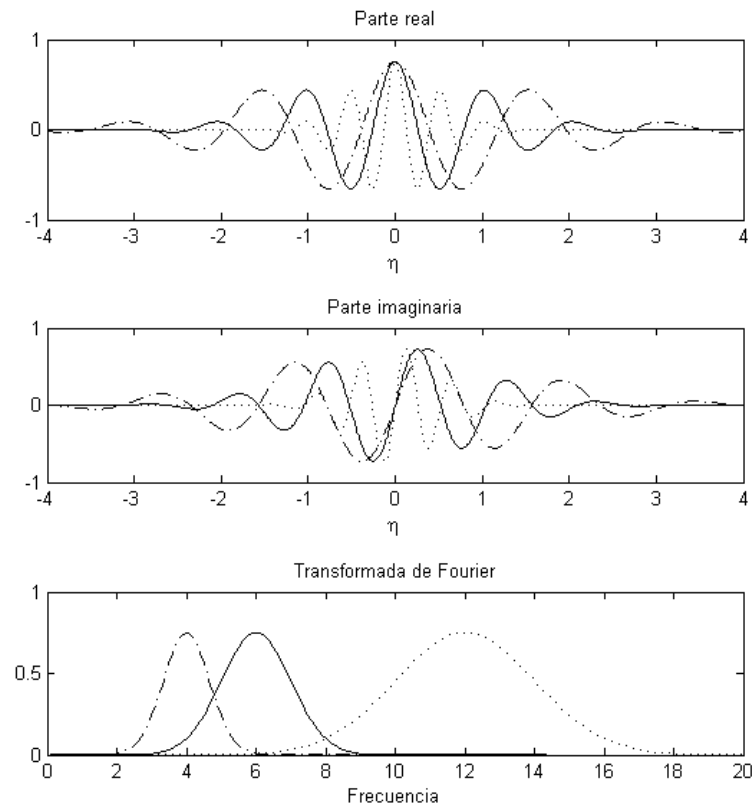 Parte real
1
0
-1
-4 -3 -2 -1 0 1 2 3 4
η
Parte imaginaria
1
0
-1
-4 -3 -2 -1 0 1 2 3 4
η
Transformada de Fourier
1
0.5
0
0 2 4 6 8 10 12 14 16 18 20
Frecuencia